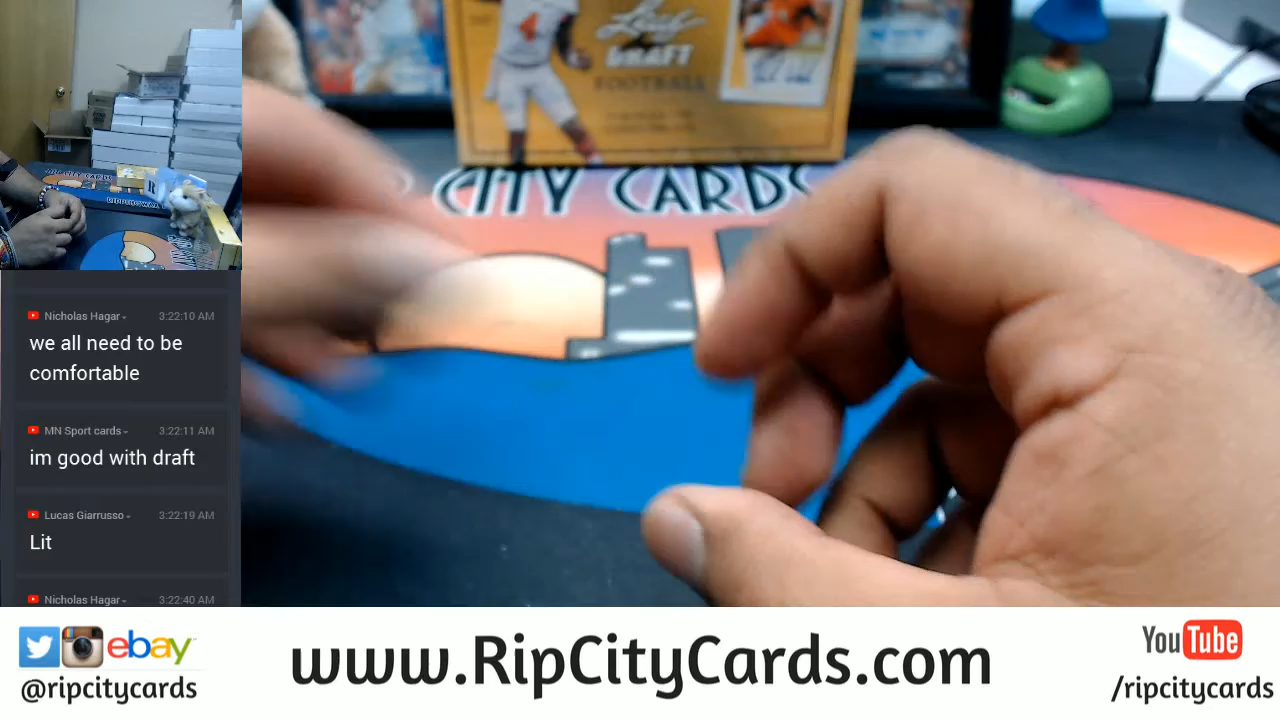 Leaf
DRAFT
FOOTBALL
4
CITY CARDS
Nicholas Hagar
3:22:10 AM
we all need to be
comfortable
MN Sport cards
3:22:11 AM
im good with draft
Lucas Giarrusso
3:22:19 AM
Lit
Nicholas Hagar
3:22:40 AM
ebay
@ripcitycards
www.RipCityCards.com
YouTube
/ripcitycards